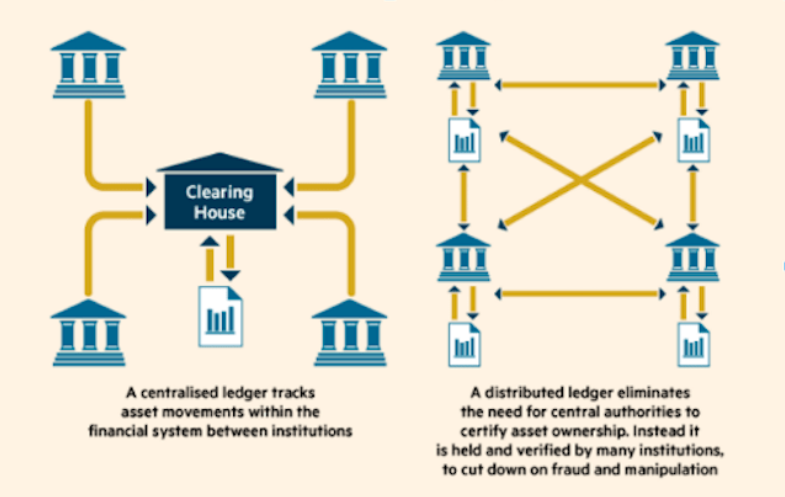 Clearing
House
A centralised ledger tracks
asset movements within the
financial system between institutions
A distributed ledger eliminates
the need for central authorities to
certify asset ownership. Instead it
is held and verified by many institutions,
to cut down on fraud and manipulation